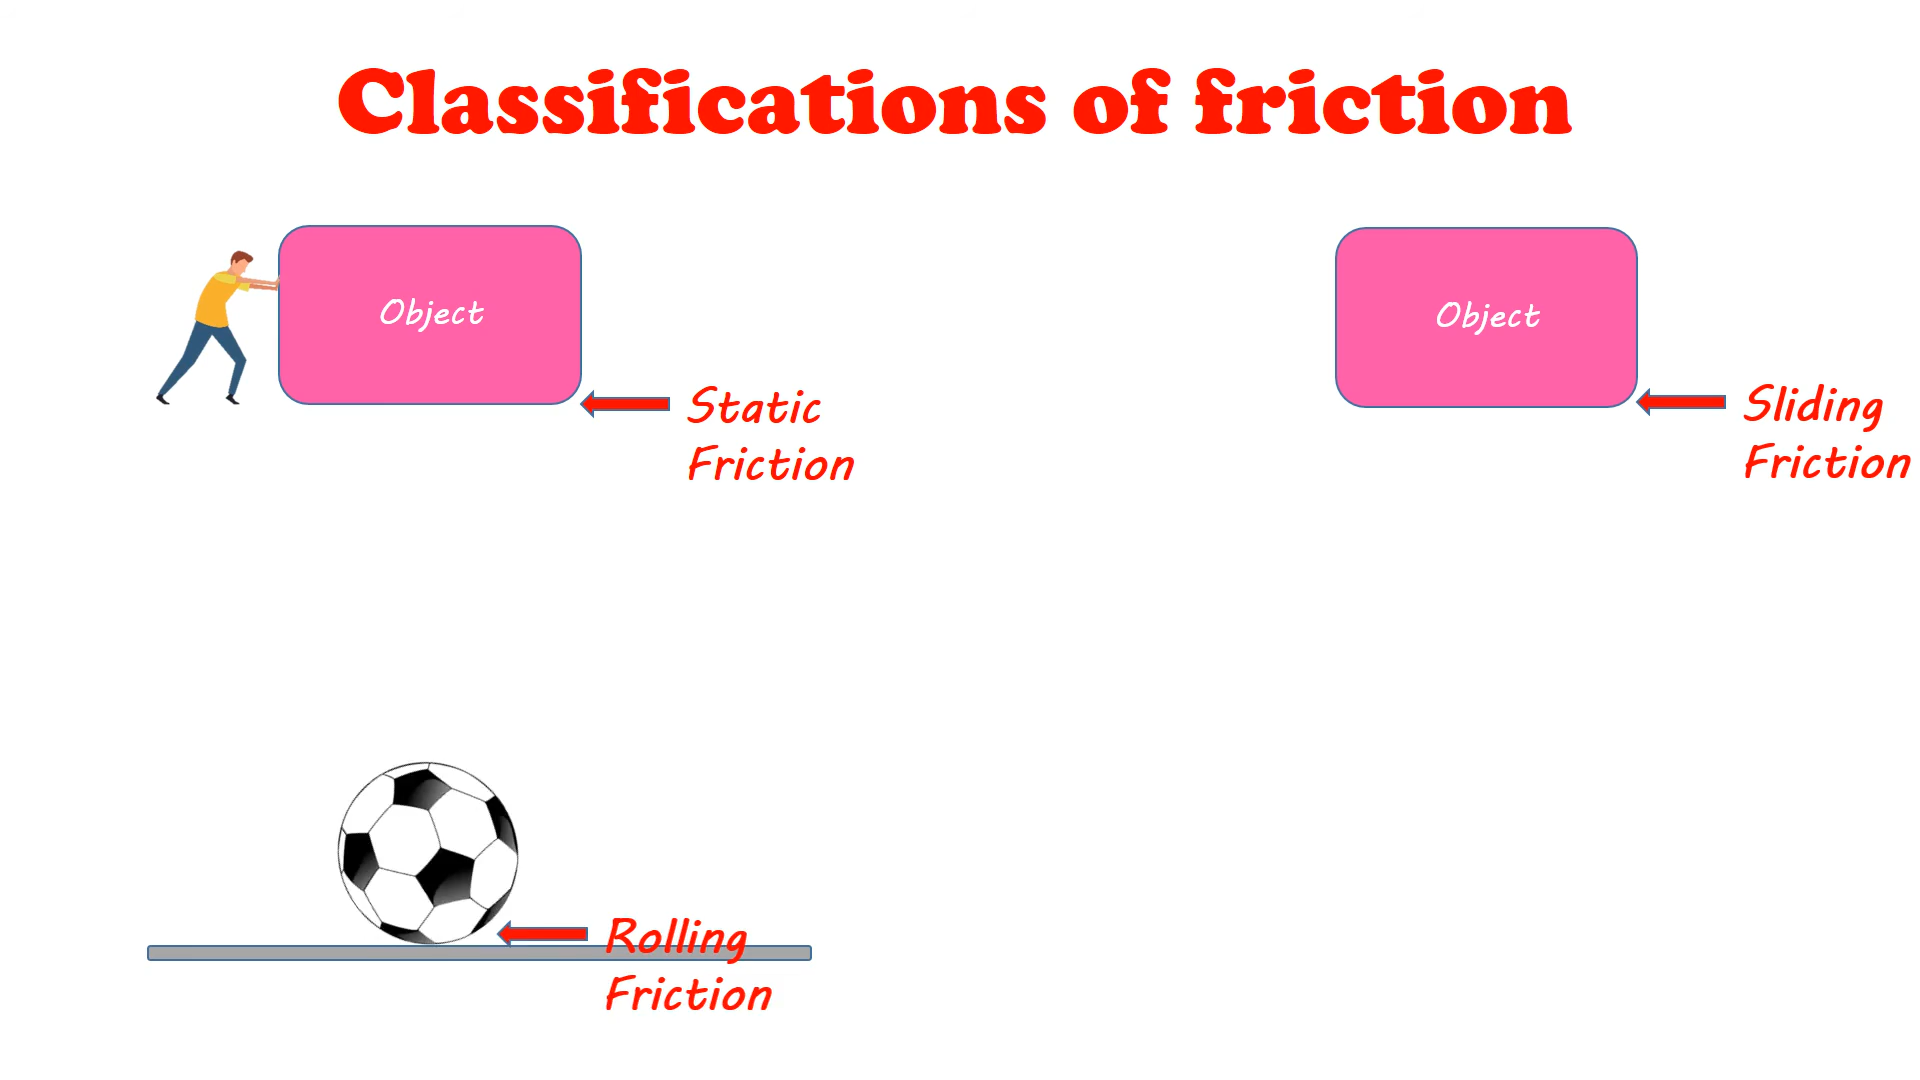 Classifications of friction
Object
Static
Friction
Object
Sliding
Friction
Rolling
Friction